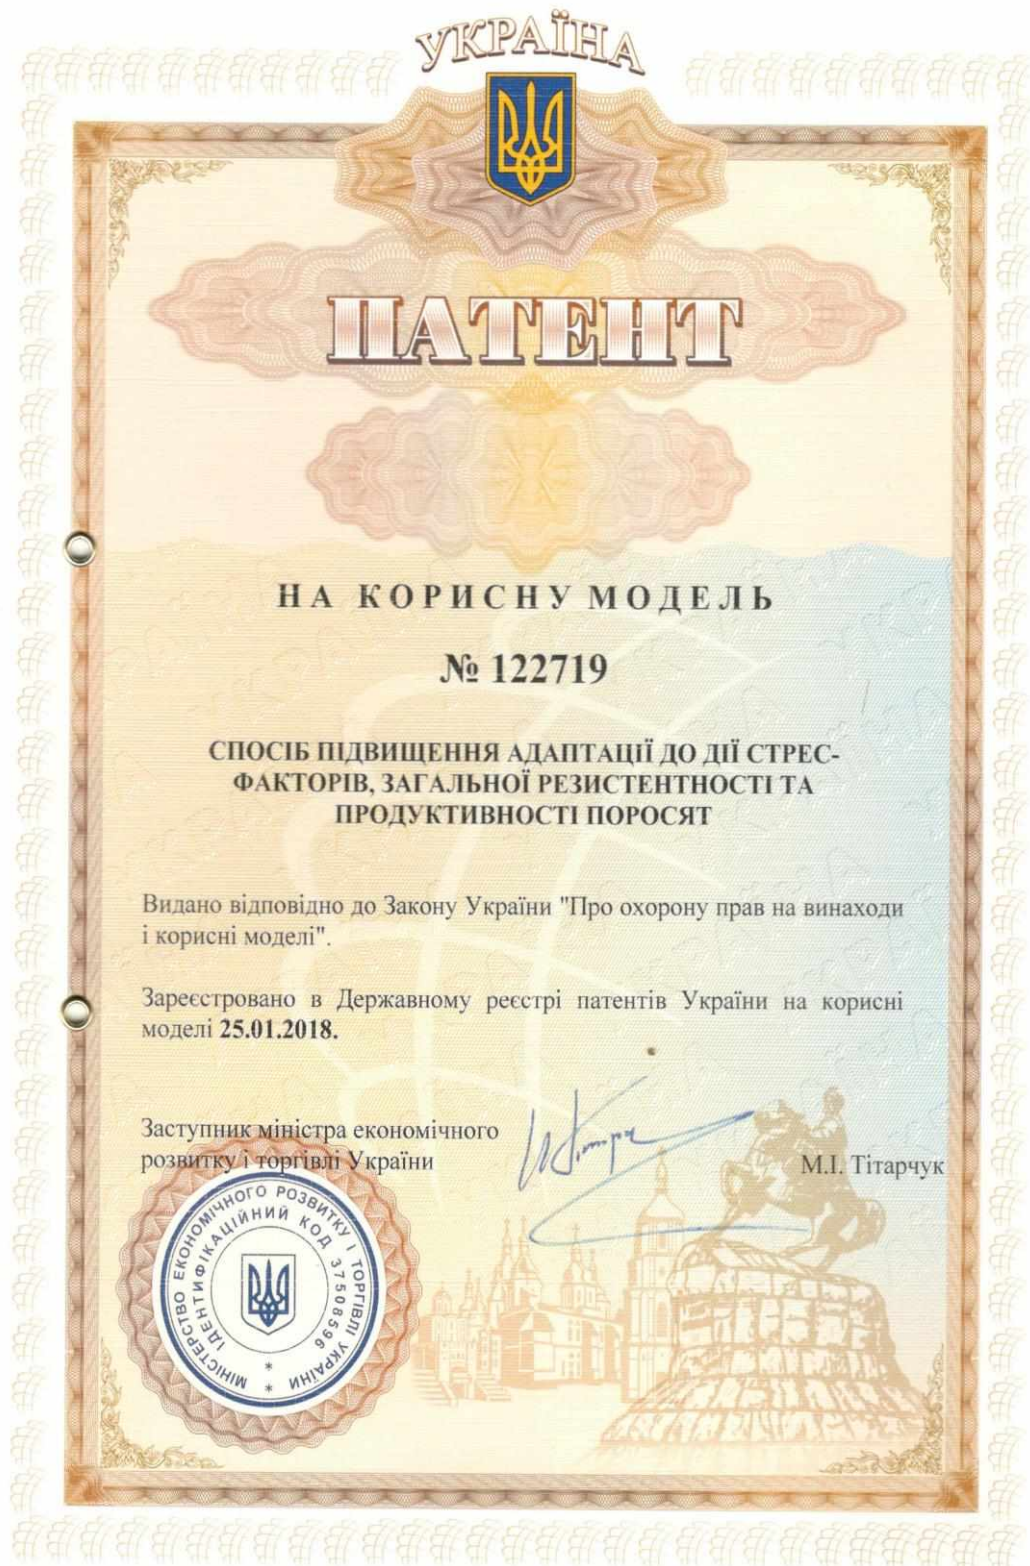 УКРАЇНА
ПАТЕНТ
НА КОРИСНУ МОДЕЛЬ
№ 122719
СПОСІБ ПІДВИЩЕННЯ АДАПТАЦІЇ ДО ДІЇ СТРЕС-
ФАКТОРІВ, ЗАГАЛЬНОЇ РЕЗИСТЕНТНОСТІ ТА
ПРОДУКТИВНОСТІ ПОРОСЯТ
Видано відповідно до Закону України "Про охорону прав на винаходи
і корисні моделі".
Зареєстровано в Державному реєстрі патентів України на корисні
моделі 25.01.2018.
Заступник міністра економічного
розвитку і торгівлі України
М.І. Тітарчук
МІНІСТЕРСТВО ЕКОНОМІЧНОГО РОЗВИТКУ І ТОРГІВЛІ УКРАЇНИ *
ІДЕНТИФІКАЦІЙНИЙ КОД 37508596 *